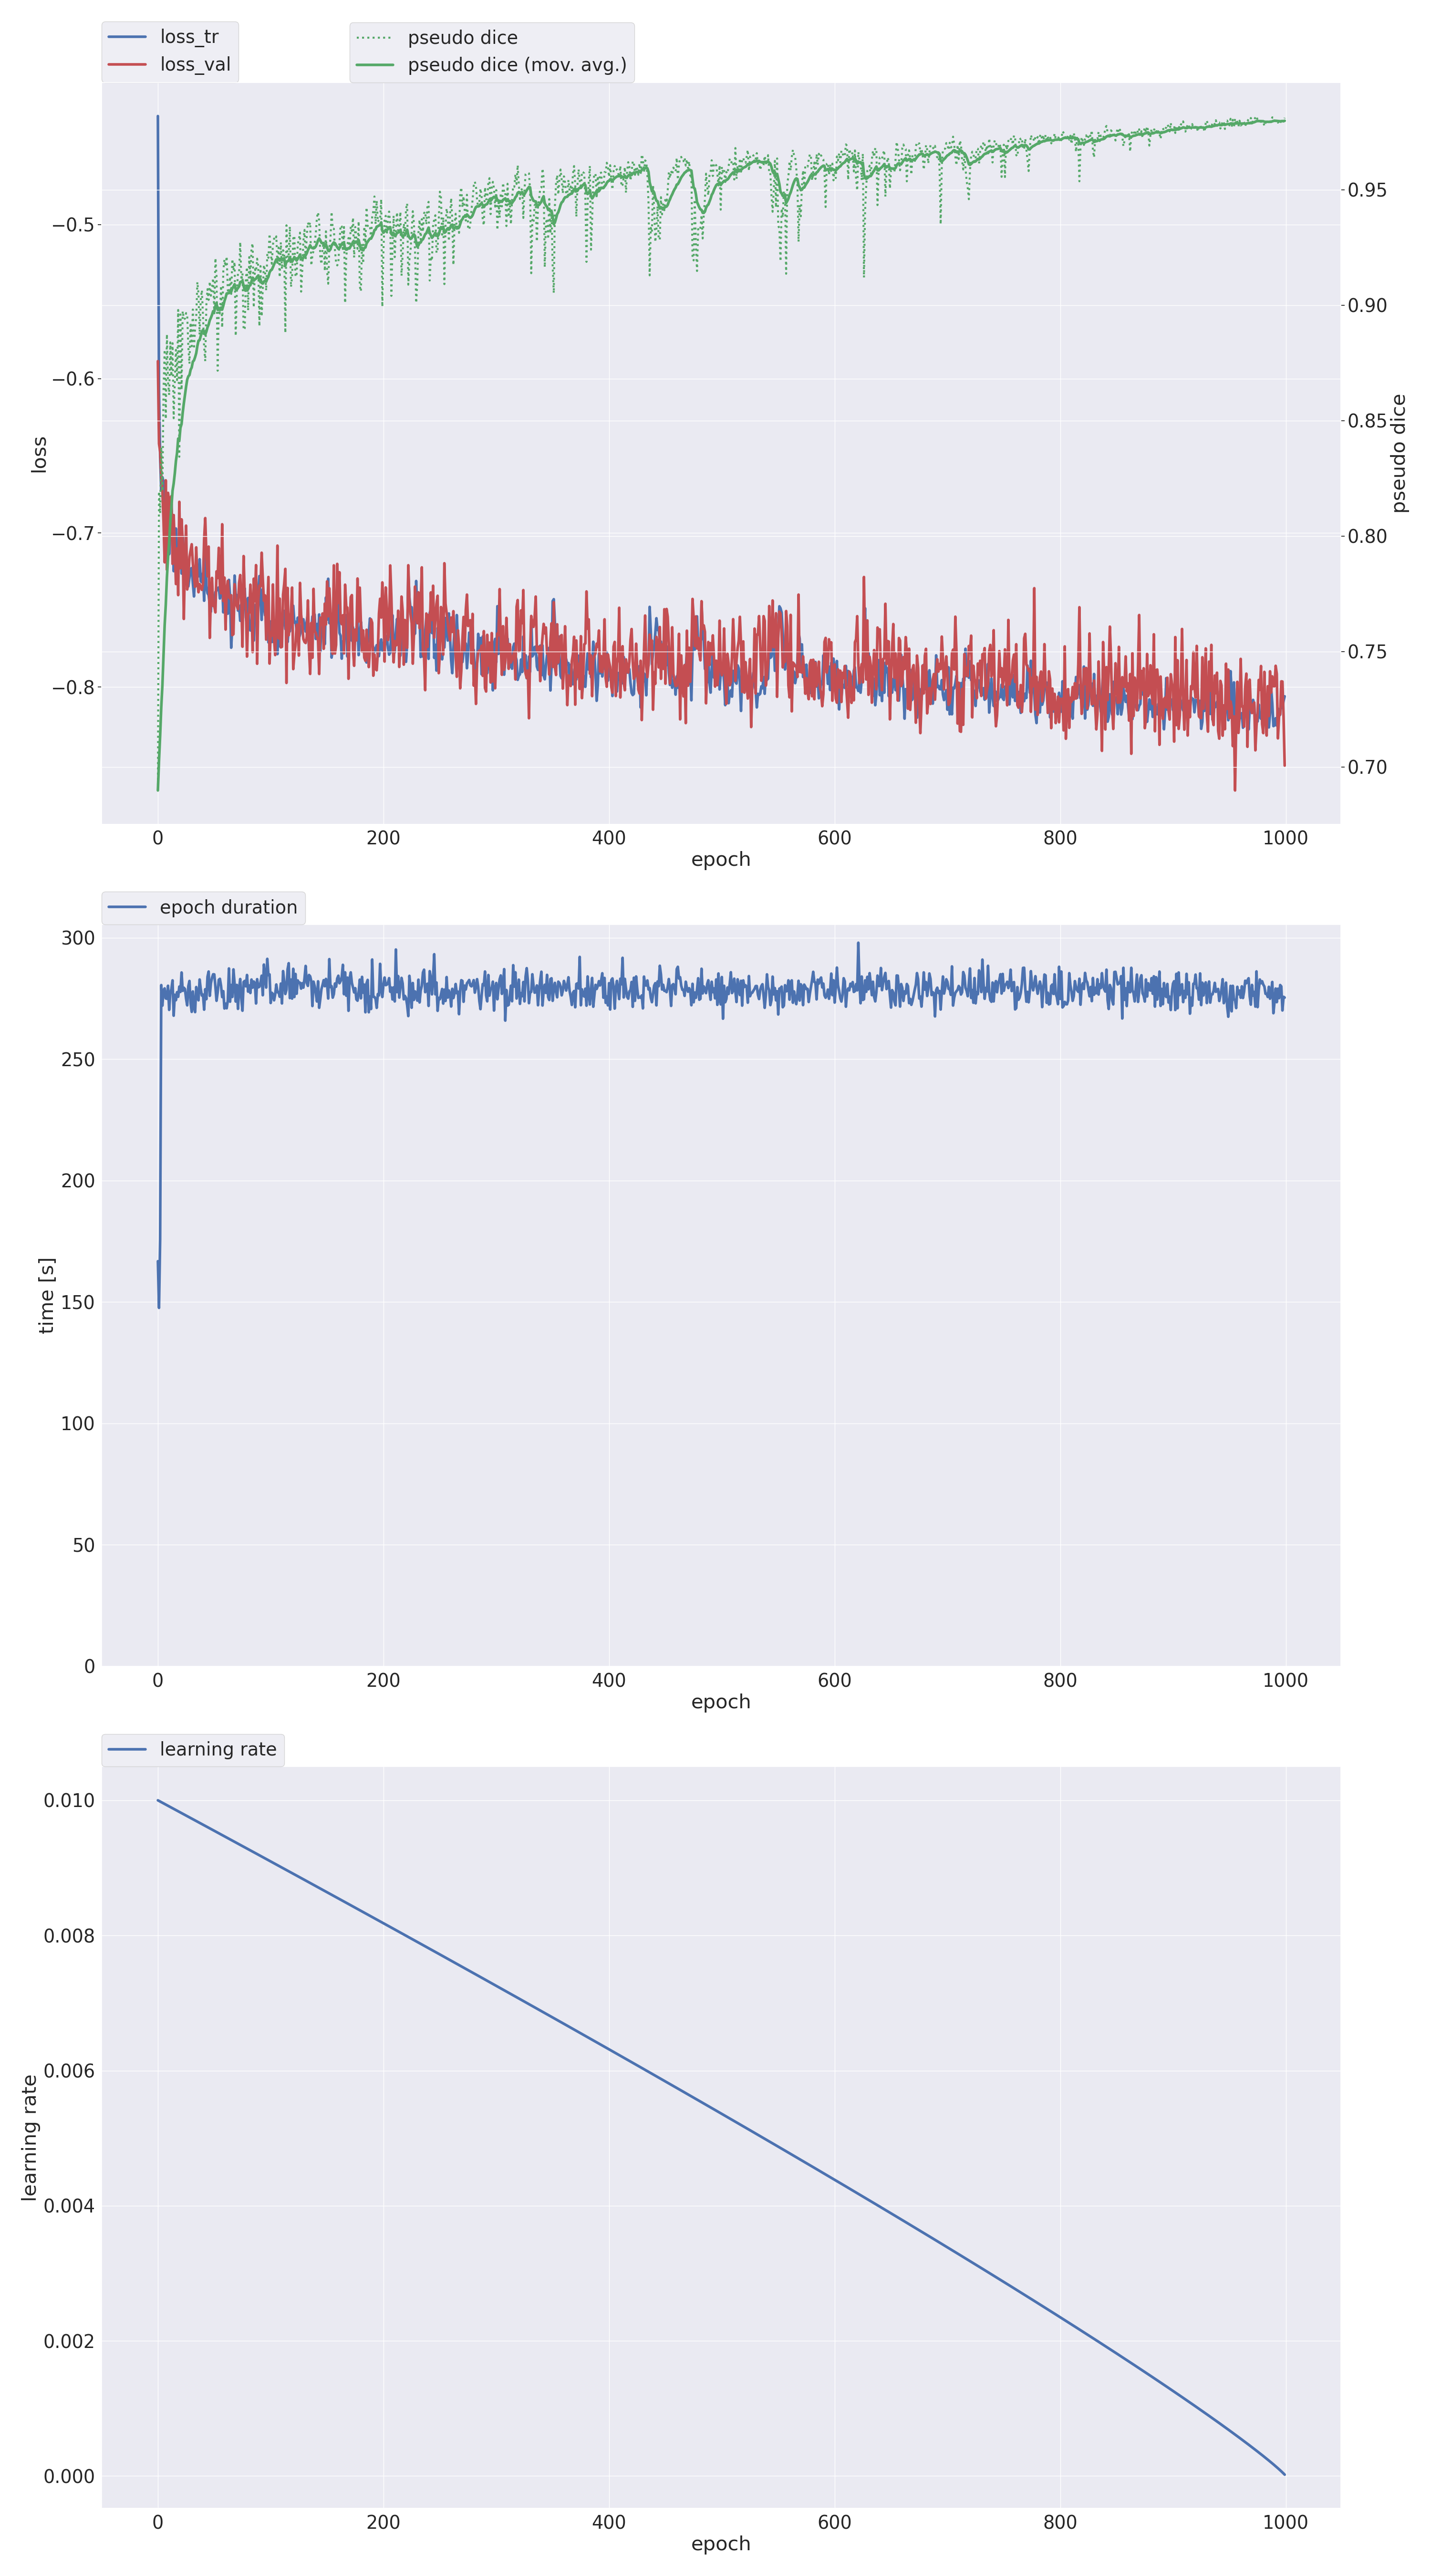 loss_tr
loss_val
pseudo dice
pseudo dice (mov. avg.)
−0.5
−0.6
−0.7
−0.8
loss
0.95
0.90
0.85
0.80
0.75
0.70
pseudo dice
0 200 400 600 800 1000
epoch
epoch duration
300
250
200
150
100
50
0
time [s]
0 200 400 600 800 1000
epoch
learning rate
0.010
0.008
0.006
0.004
0.002
0.000
learning rate
0 200 400 600 800 1000
epoch